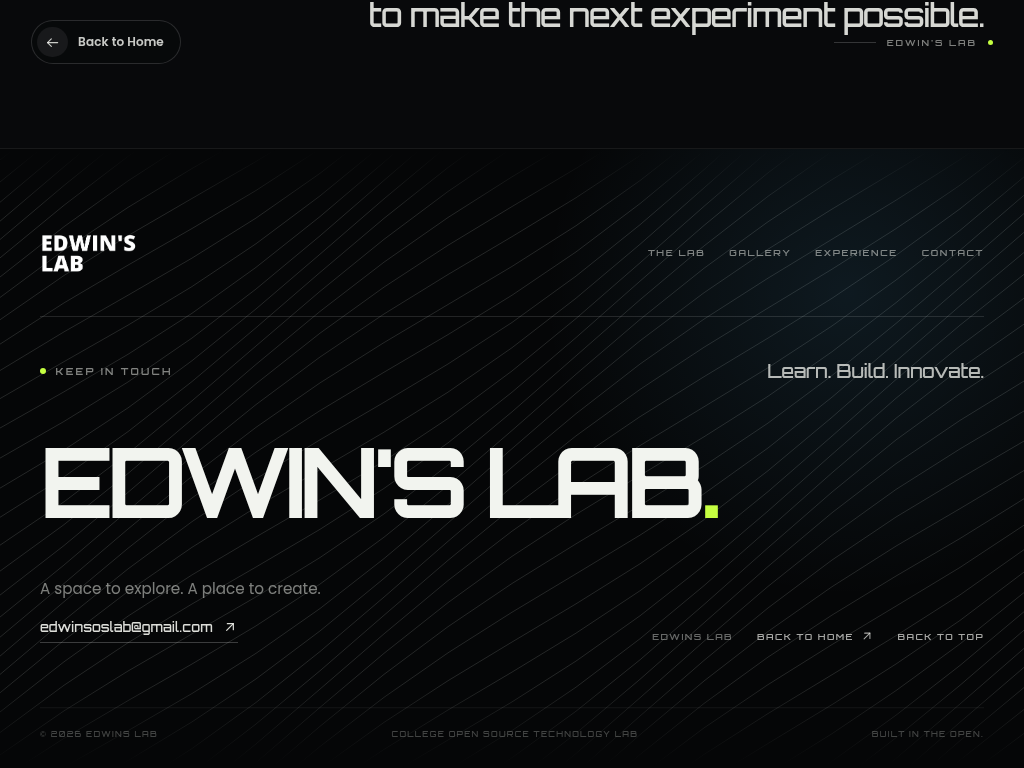 to make the next experiment possible.
Back to Home
EDWIN'S LAB
EDWIN'S
LAB
THE LAB GALLERY EXPERIENCE CONTACT
KEEP IN TOUCH
Learn. Build. Innovate.
EDWIN'S LAB.
A space to explore. A place to create.
edwinsoslab@gmail.com
EDWINS LAB BACK TO HOME BACK TO TOP
© 2026 EDWINS LAB
COLLEGE OPEN SOURCE TECHNOLOGY LAB
BUILT IN THE OPEN.